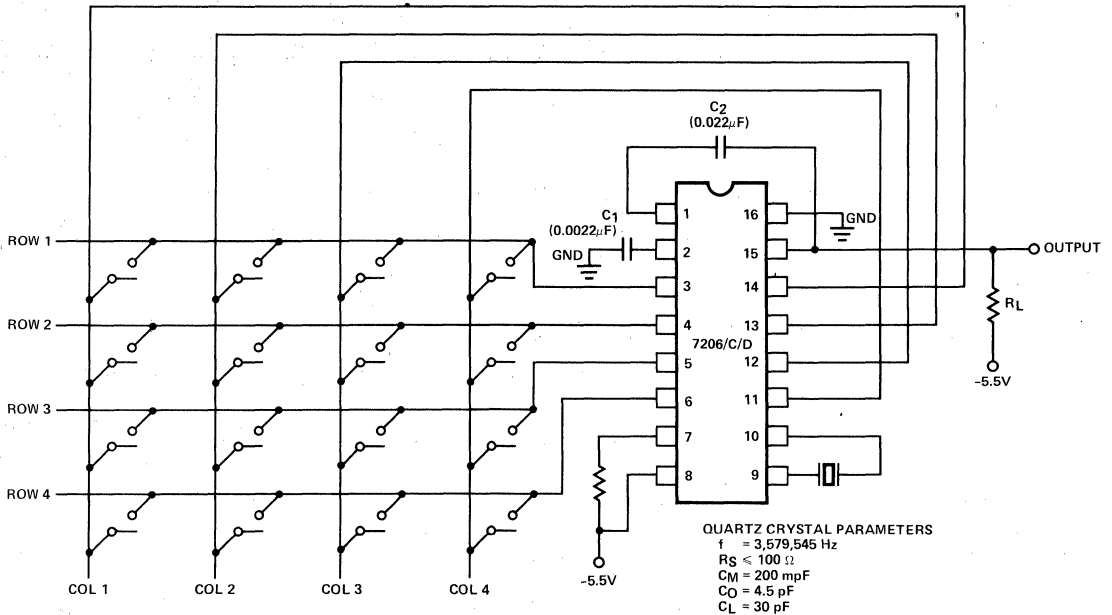 C2
(0.022μF)
C1
(0.0022μF)
GND
1
2
3
4
5
6
7
8
16
15
14
13
12
11
10
9
7206/C/D
GND
OUTPUT
RL
-5.5V
ROW 1
ROW 2
ROW 3
ROW 4
COL 1
COL 2
COL 3
COL 4
-5.5V
QUARTZ CRYSTAL PARAMETERS
f = 3,579,545 Hz
RS ≤ 100 Ω
CM = 200 mpF
CO = 4.5 pF
CL = 30 pF